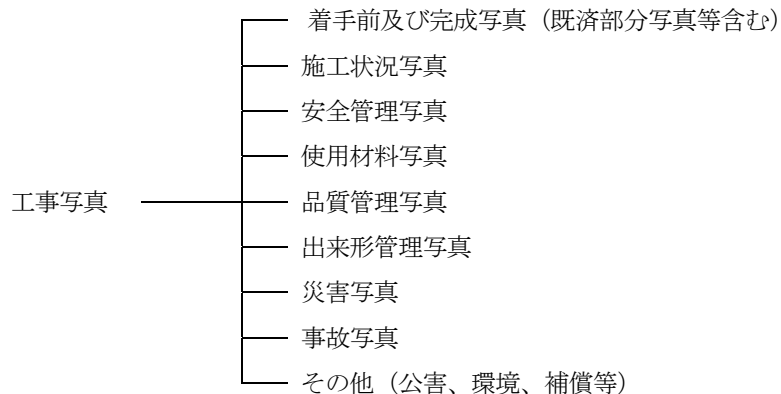 着手前及び完成写真（既済部分写真等含む）
施工状況写真
安全管理写真
使用材料写真
工事写真 品質管理写真
出来形管理写真
災害写真
事故写真
その他（公害、環境、補償等）